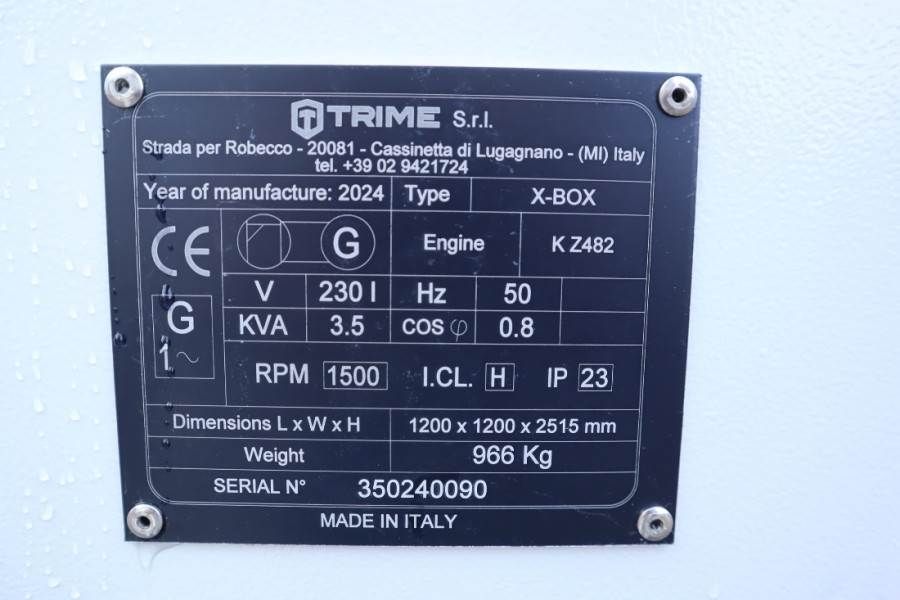 TRIME S.r.l.
Strada per Robecco - 20081 - Cassinetta di Lugagnano - (MI) Italy
tel. +39 02 9421724
Year of manufacture: 2024 Type X-BOX
CE G Engine K Z482
V 230 I Hz 50
G KVA 3.5 COS φ 0.8
1~ RPM 1500 I.CL. H IP 23
Dimensions L x W x H 1200 x 1200 x 2515 mm
Weight 966 Kg
SERIAL N° 350240090
MADE IN ITALY